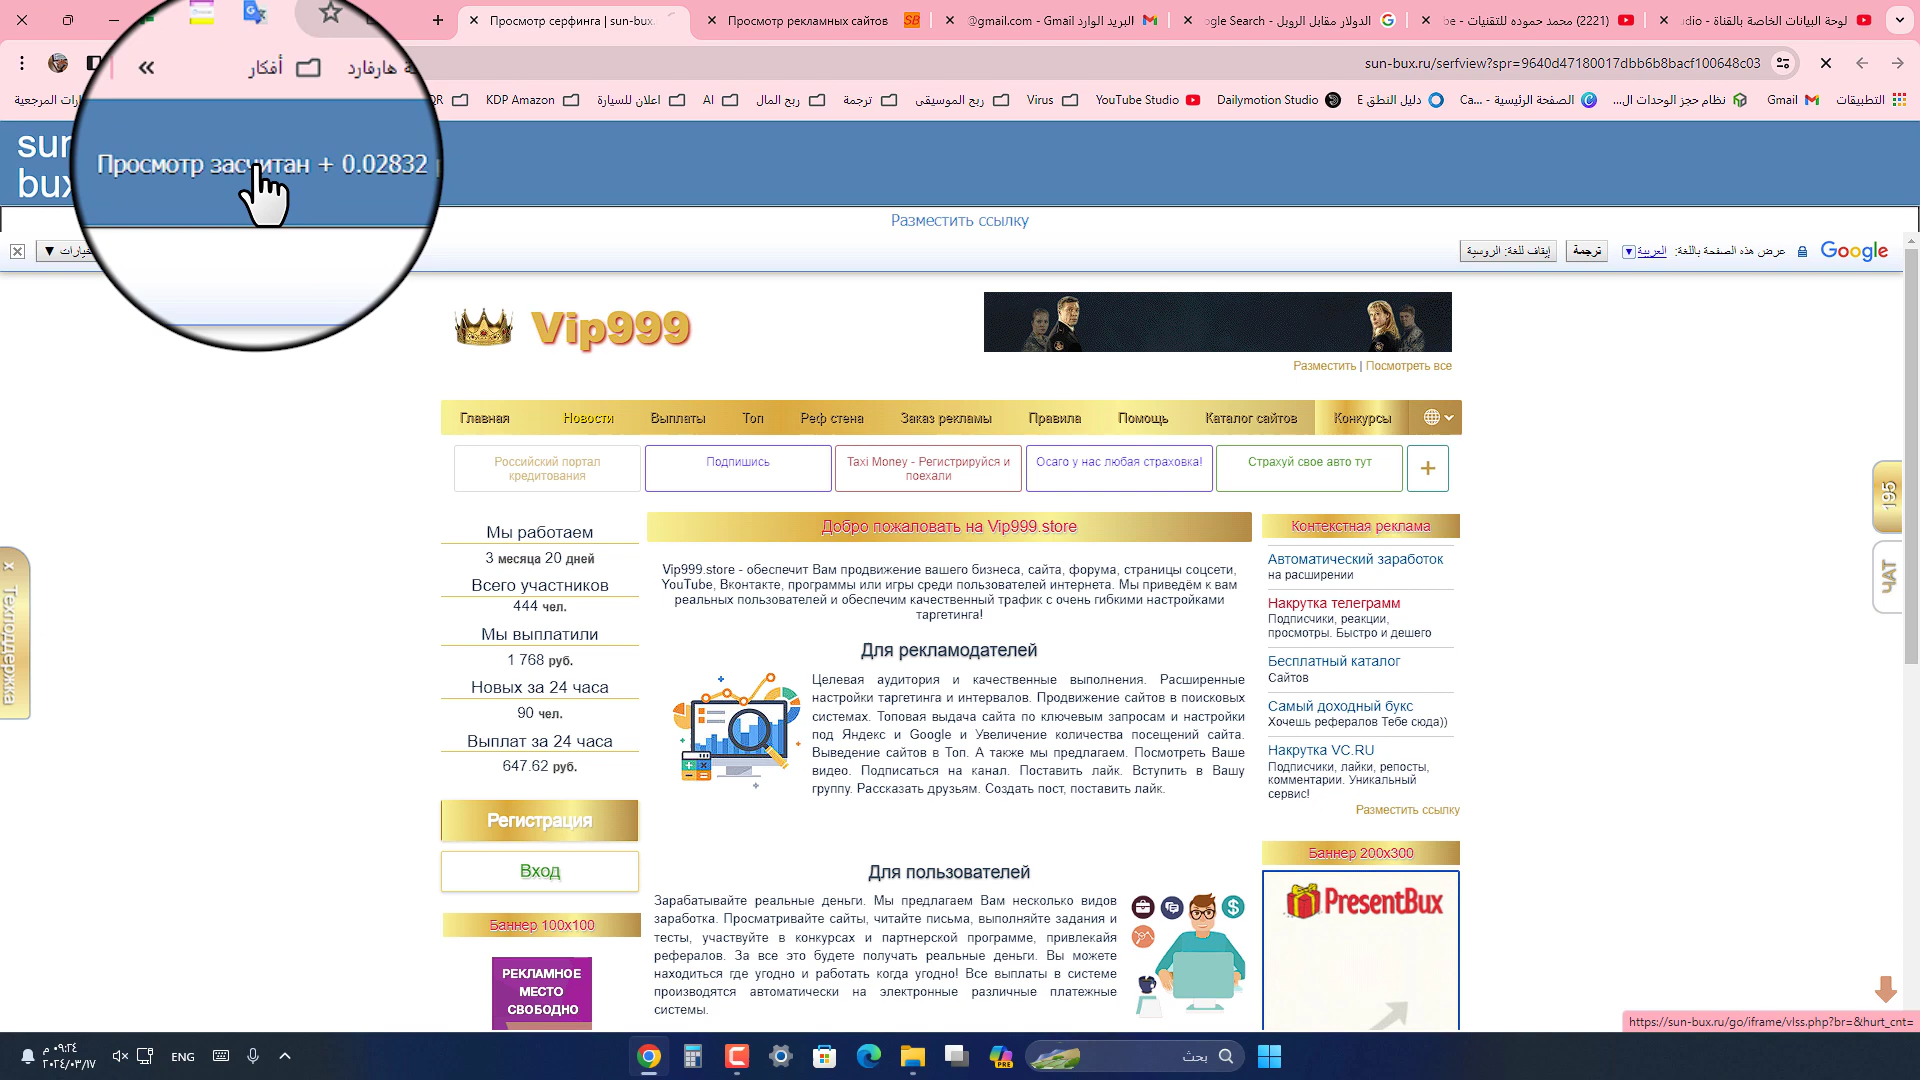 Просмотр серфинга | sun-bux.
Просмотр рекламных сайтов
البريد الوارد - Gmail - @gmail.com
الدولار مقابل الروبل - Google Search
(2221) محمد حموده للتقنيات
لوحة البيانات الخاصة بالقناة
sun-bux.ru/serfview?spr=9640d47180017dbb6b8bacf100648c03
التطبيقات
Gmail
نظام حجز الوحدات ال...
الصفحة الرئيسية - Ca...
دليل النطق E
Dailymotion Studio
YouTube Studio
Virus
ربح الموسيقى
ترجمة
ربح المال
AI
اعلان للسيارة
KDP Amazon
QR
هارفارد
أفكار
«
sun
bux
Просмотр засчитан + 0.02832
Разместить ссылку
Google
عرض هذه الصفحة باللغة: العربية
ترجمة
إيقاف للغة: الروسية
Vip999
Разместить | Посмотреть все
Главная Новости Выплаты Топ Реф стена Заказ рекламы Правила Помощь Каталог сайтов Конкурсы
Российский портал
кредитования
Подпишись
Taxi Money - Регистрируйся и
поехали
Осаго у нас любая страховка!
Страхуй свое авто тут
+
Мы работаем
3 месяца 20 дней
Всего участников
444 чел.
Мы выплатили
1 768 руб.
Новых за 24 часа
90 чел.
Выплат за 24 часа
647.62 руб.
Регистрация
Вход
Баннер 100x100
РЕКЛАМНОЕ
МЕСТО
СВОБОДНО
Добро пожаловать на Vip999.store
Vip999.store - обеспечит Вам продвижение вашего бизнеса, сайта, форума, страницы соцсети,
YouTube, Вконтакте, программы или игры среди пользователей интернета. Мы приведём к вам
реальных пользователей и обеспечим качественный трафик с очень гибкими настройками
таргетинга!
Для рекламодателей
Целевая аудитория и качественные выполнения. Расширенные
настройки таргетинга и интервалов. Продвижение сайтов в поисковых
системах. Топовая выдача сайта по ключевым запросам и настройки
под Яндекс и Google и Увеличение количества посещений сайта.
Выведение сайтов в Топ. А также мы предлагаем. Посмотреть Ваше
видео. Подписаться на канал. Поставить лайк. Вступить в Вашу
группу. Рассказать друзьям. Создать пост, поставить лайк.
Для пользователей
Зарабатывайте реальные деньги. Мы предлагаем Вам несколько видов
заработка. Просматривайте сайты, читайте письма, выполняйте задания и
тесты, участвуйте в конкурсах и партнерской программе, привлекайя
рефералов. За все это будете получать реальные деньги. Вы можете
находиться где угодно и работать когда угодно! Все выплаты в системе
производятся автоматически на электронные различные платежные
системы.
Контекстная реклама
Автоматический заработок
на расширении
Накрутка телеграмм
Подписчики, реакции,
просмотры. Быстро и дешего
Бесплатный каталог
Сайтов
Самый доходный букс
Хочешь рефералов Тебе сюда))
Накрутка VC.RU
Подписчики, лайки, репосты,
комментарии. Уникальный
сервис!
Разместить ссылку
Баннер 200x300
PresentBux
195
ЧАТ
Техподдержка
https://sun-bux.ru/go/iframe/vlss.php?br=&hurt_cnt=
٠٩:٢٤ م
٢٠٢٤/٠٣/١٧
ENG
PRE
بحث